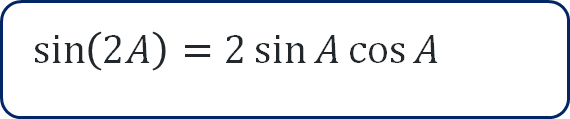 sin(2A) = 2 sin A cos A